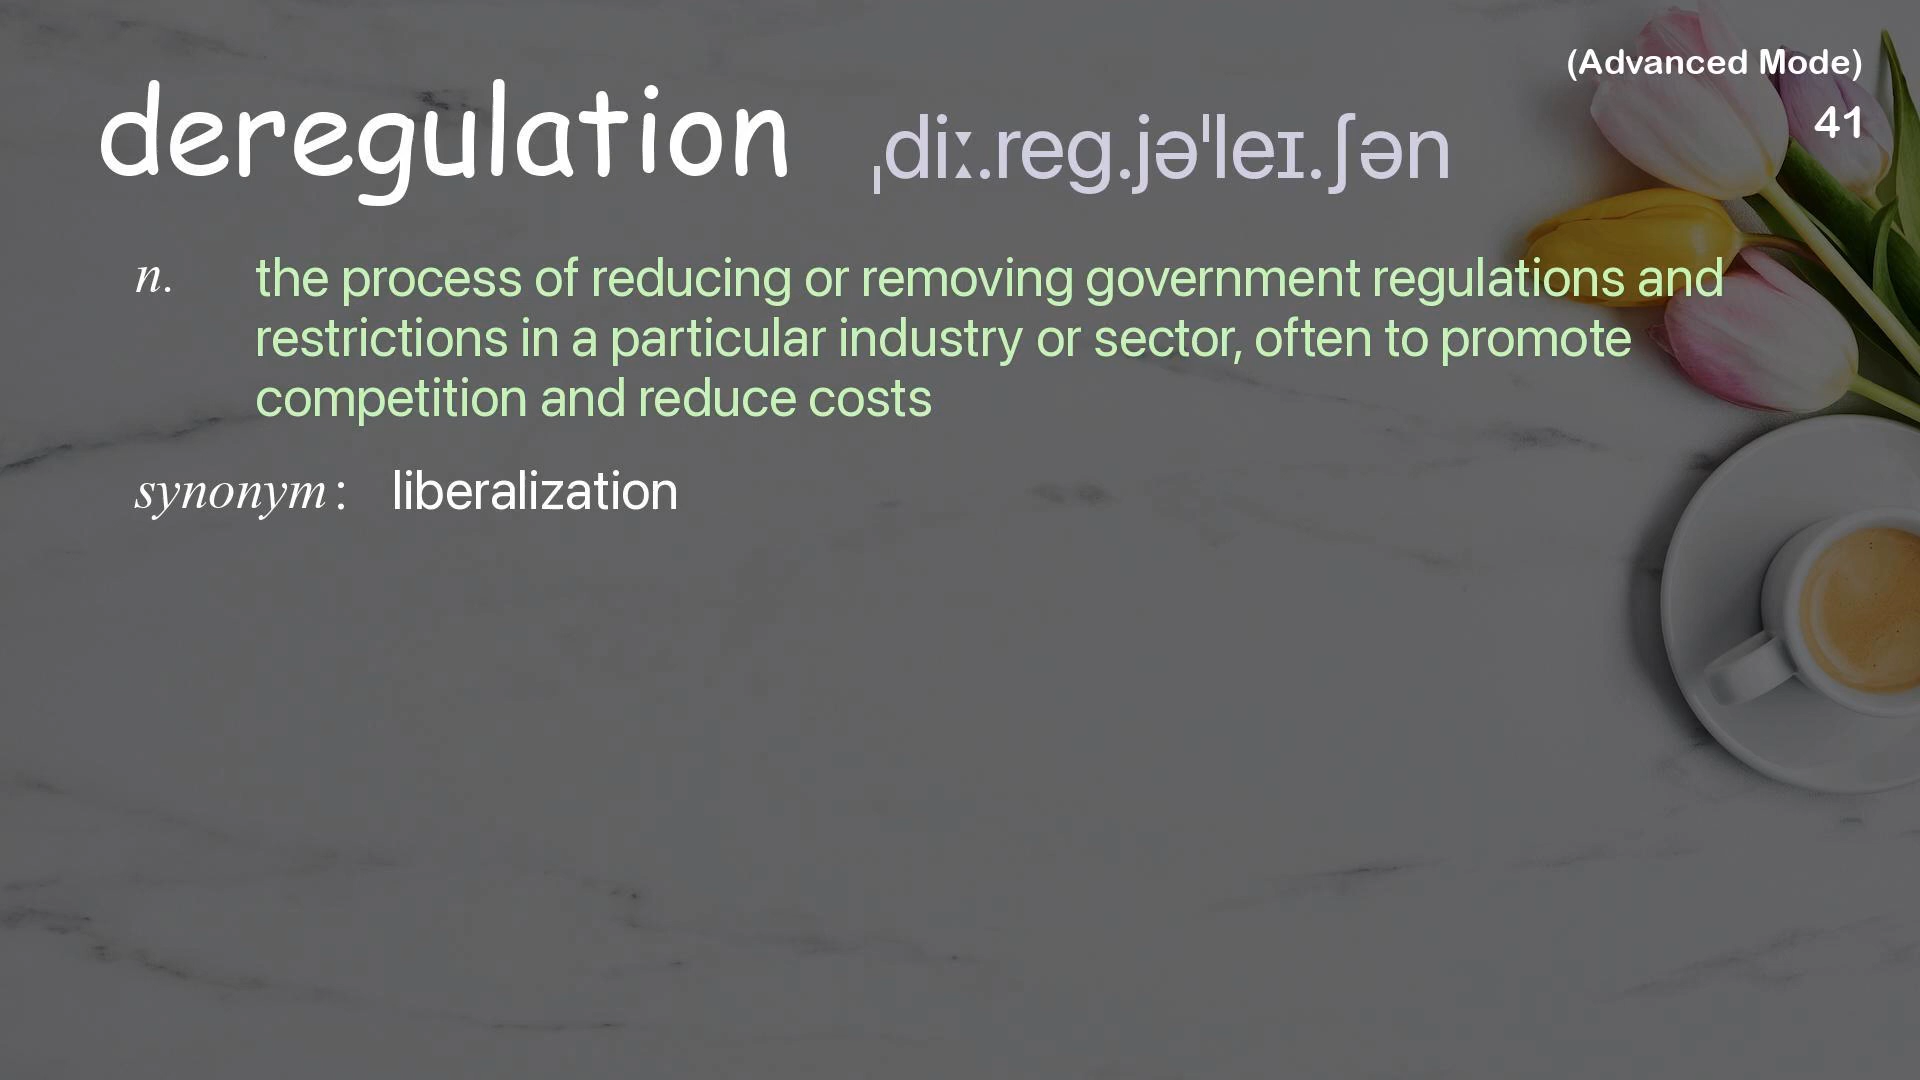 (Advanced Mode)
deregulation ˌdiː.reg.jəˈleɪ.ʃən
41
n. the process of reducing or removing government regulations and
restrictions in a particular industry or sector, often to promote
competition and reduce costs
synonym: liberalization